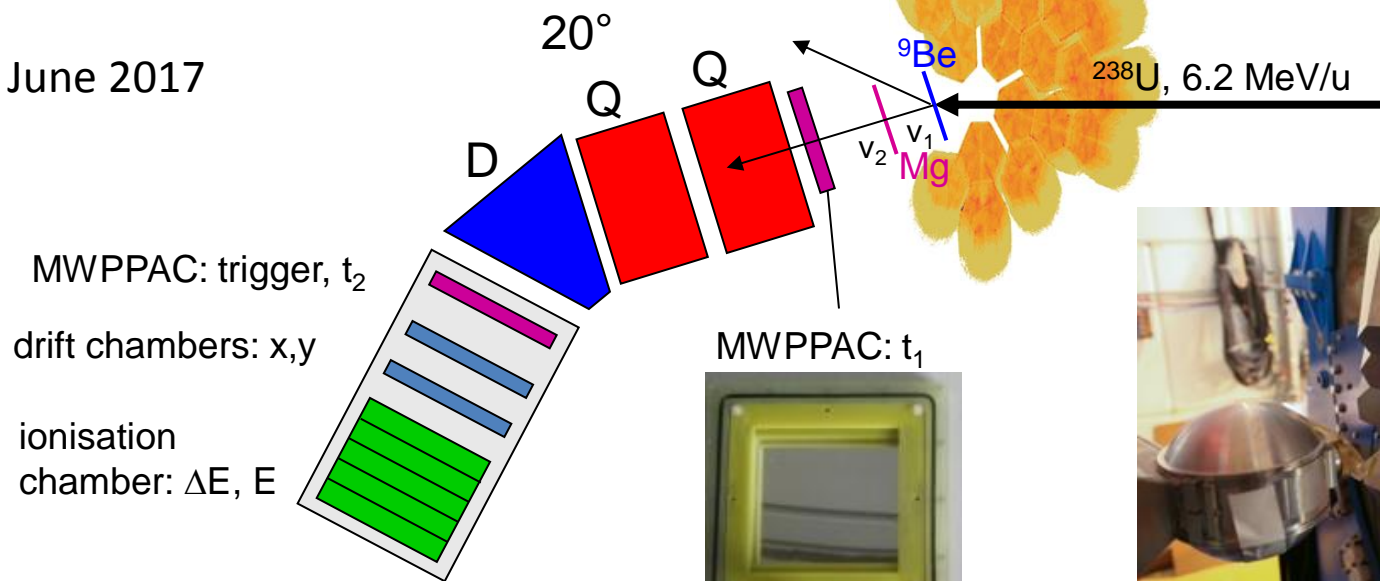 20°
June 2017
⁹Be
²³⁸U, 6.2 MeV/u
Q
Q
D
v₂
v₁
Mg
MWPPAC: trigger, t₂
drift chambers: x,y
MWPPAC: t₁
ionisation
chamber: ΔE, E